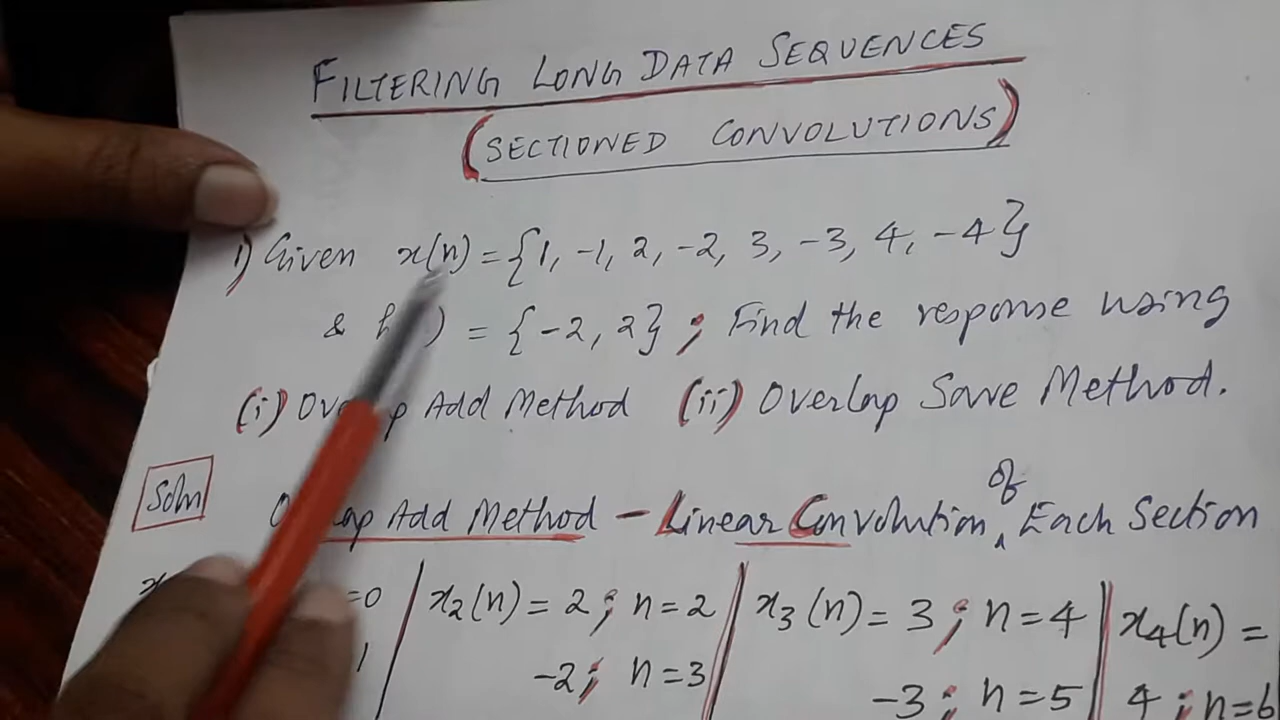 FILTERING LONG DATA SEQUENCES
(SECTIONED CONVOLUTIONS)
1) Given x(n) = {1, -1, 2, -2, 3, -3, 4, -4}
& ) = {-2, 2} ; Find the response using
(i) Add Method (ii) Overlap Save Method.
Soln
Add Method - Linear Convolution of Each Section
=0 | x2(n) = 2 ; n=2 | x3(n) = 3 ; n=4 | x4(n) =
1 -2 ; n=3 -3 ; n=5 4 ; n=6